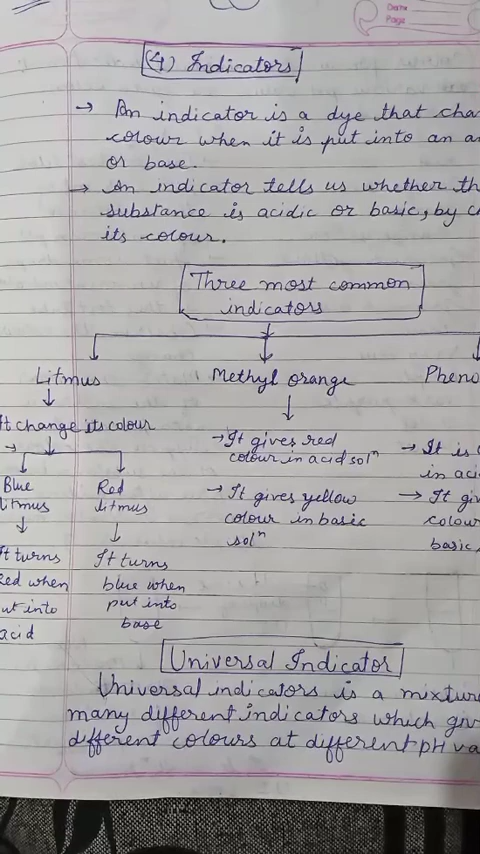 Date
Page
(4) Indicators
→ An indicator is a dye that cha
colour when it is put into an a
or base.
→ An indicator tells us whether th
substance is acidic or basic, by c
its colour.
Three most common
indicators
Litmus
Methyl orange
Pheno
It change its colour
Blue
litmus
It turns
Red when
put into
acid
Red
litmus
It turns
blue when
put into
base
→ It gives red
colour in acid solⁿ
→ It gives yellow
colour in basic
solⁿ
→ It is
in aci
→ It giv
colour
basic
Universal Indicator
Universal indicators is a mixture
many different indicators which giv
different colours at different pH va